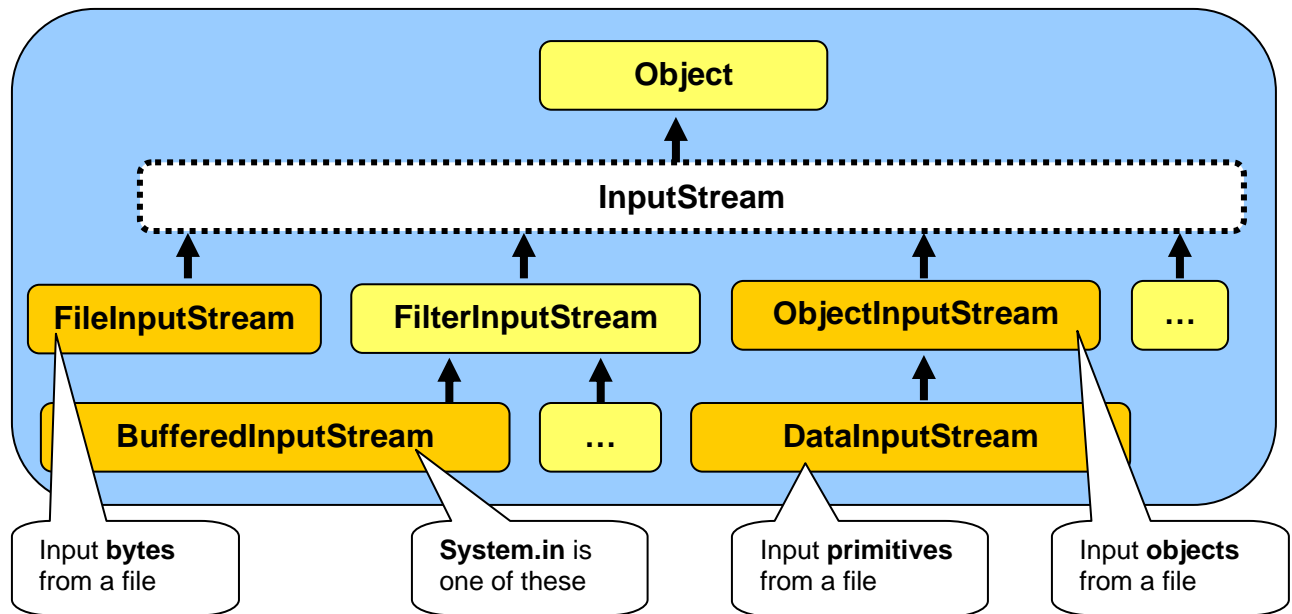 Object
InputStream
FileInputStream
FilterInputStream
ObjectInputStream
…
BufferedInputStream
…
DataInputStream
Input bytes
from a file
System.in is
one of these
Input primitives
from a file
Input objects
from a file